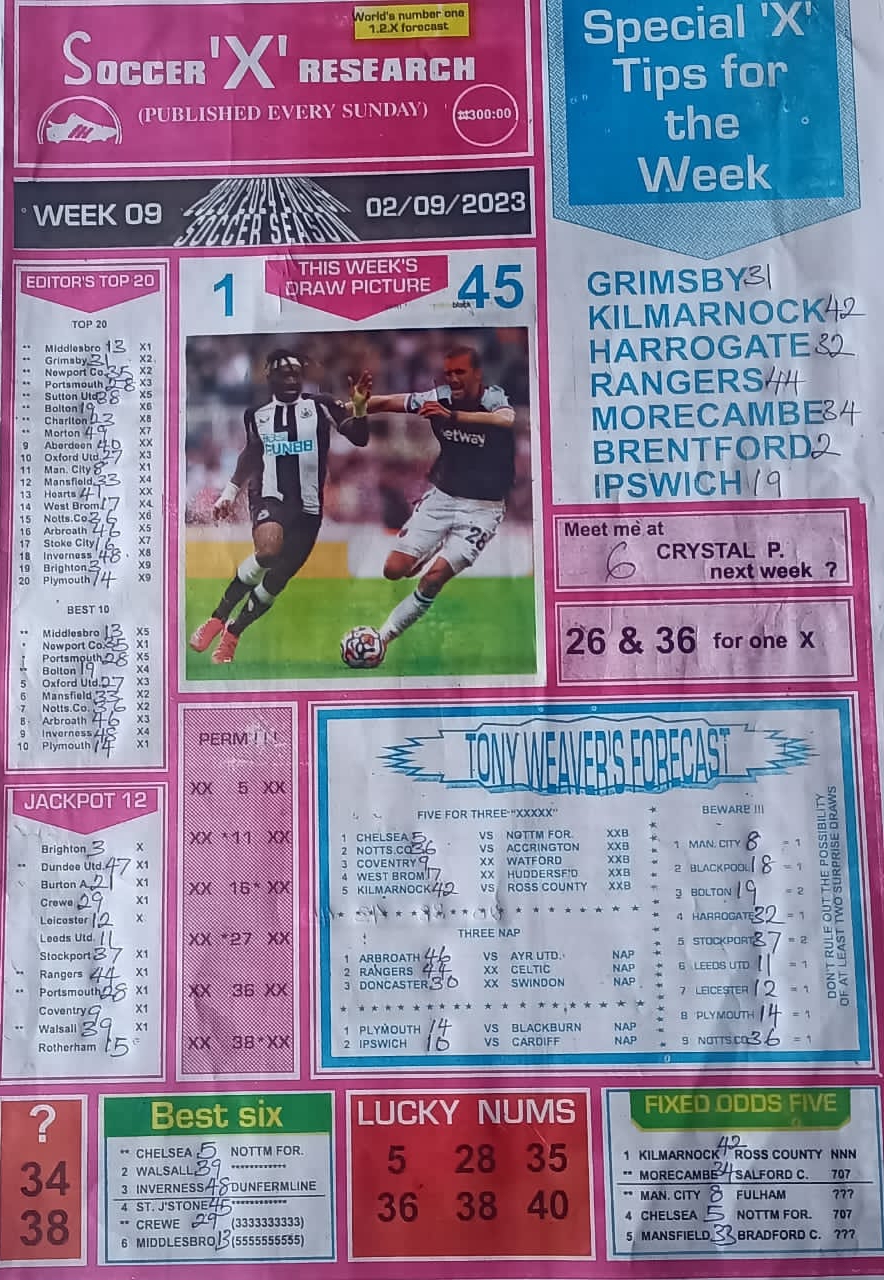 World's number one
1.2.X forecast
SOCCER 'X' RESEARCH
(PUBLISHED EVERY SUNDAY)
₦300:00
WEEK 09
2023/2024 ENGLISH
SOCCER SEASON
02/09/2023
Special 'X'
Tips for
the
Week
GRIMSBY 31
KILMARNOCK 42
HARROGATE 32
RANGERS 44
MORECAMBE 34
BRENTFORD 2
IPSWICH 19
Meet me at
6 CRYSTAL P.
next week ?
26 & 36 for one X
EDITOR'S TOP 20
TOP 20
** Middlesbro 13 X1
** Grimsby 31 X2
** Newport Co. 35 X2
** Portsmouth 28 X3
** Sutton Utd 38 X5
** Bolton 19 X6
** Charlton 23 X8
** Morton 49 X7
9 Aberdeen 40 XX
10 Oxford Utd 27 X3
11 Man. City 8 X1
12 Mansfield 33 X4
13 Hearts 41 XX
14 West Brom 17 X4
15 Notts.Co 36 X6
16 Arbroath 46 X5
17 Stoke City 16 X7
18 Inverness 48 X8
19 Brighton 3 X9
20 Plymouth 14 X9
BEST 10
** Middlesbro 13 X5
* Newport Co. 35 X1
Portsmouth 28 X5
** Bolton 19 X4
5 Oxford Utd. 27 X3
6 Mansfield 33 X2
7 Notts.Co. 36 X2
8 Arbroath 46 X3
9 Inverness 48 X4
10 Plymouth 14 X1
1
THIS WEEK'S
DRAW PICTURE
black
45
FUN88
etway
28
JACKPOT 12
Brighton 3 X
** Dundee Utd. 47 X1
Burton A. 21 X1
Crewe 29 X1
Leicester 12 X
Leeds Utd. 11
Stockport 37 X1
** Rangers 44 X1
** Portsmouth 28 X1
Coventry 9 X1
** Walsall 39 X1
Rotherham 15
PERM ! ! !
XX 5 XX
XX *11 XX
XX 16* XX
XX *27 XX
XX 36 XX
XX 38* XX
TONY WEAVER'S FORECAST
FIVE FOR THREE "XXXXX"
1 CHELSEA 5 VS NOTTM FOR. XXB
2 NOTTS.CO 36 VS ACCRINGTON XXB
3 COVENTRY 9 XX WATFORD XXB
4 WEST BROM 17 XX HUDDERSF'D XXB
5 KILMARNOCK 42 VS ROSS COUNTY XXB
THREE NAP
1 ARBROATH 46 VS AYR UTD. NAP
2 RANGERS 44 XX CELTIC NAP
3 DONCASTER 30 XX SWINDON NAP
1 PLYMOUTH 14 VS BLACKBURN NAP
2 IPSWICH 10 VS CARDIFF NAP
BEWARE !!!
1 MAN. CITY 8 = 1
2 BLACKPOOL 18 = 1
3 BOLTON 19 = 2
4 HARROGATE 32 = 1
5 STOCKPORT 37 = 2
6 LEEDS UTD 11 = 1
7 LEICESTER 12 = 1
8 PLYMOUTH 14 = 1
9 NOTTS.CO 36 = 1
DON'T RULE OUT THE POSSIBILITY
OF AT LEAST TWO SURPRISE DRAWS
?
34
38
Best six
** CHELSEA 5 NOTTM FOR.
2 WALSALL 39 ***********
3 INVERNESS 48 DUNFERMLINE
4 ST. J'STONE 45 ***********
** CREWE 29 (3333333333)
6 MIDDLESBRO 13 (5555555555)
LUCKY NUMS
5 28 35
36 38 40
FIXED ODDS FIVE
1 KILMARNOCK 42 ROSS COUNTY NNN
** MORECAMBE 34 SALFORD C. 707
** MAN. CITY 8 FULHAM ???
4 CHELSEA 5 NOTTM FOR. 707
5 MANSFIELD 33 BRADFORD C. ???